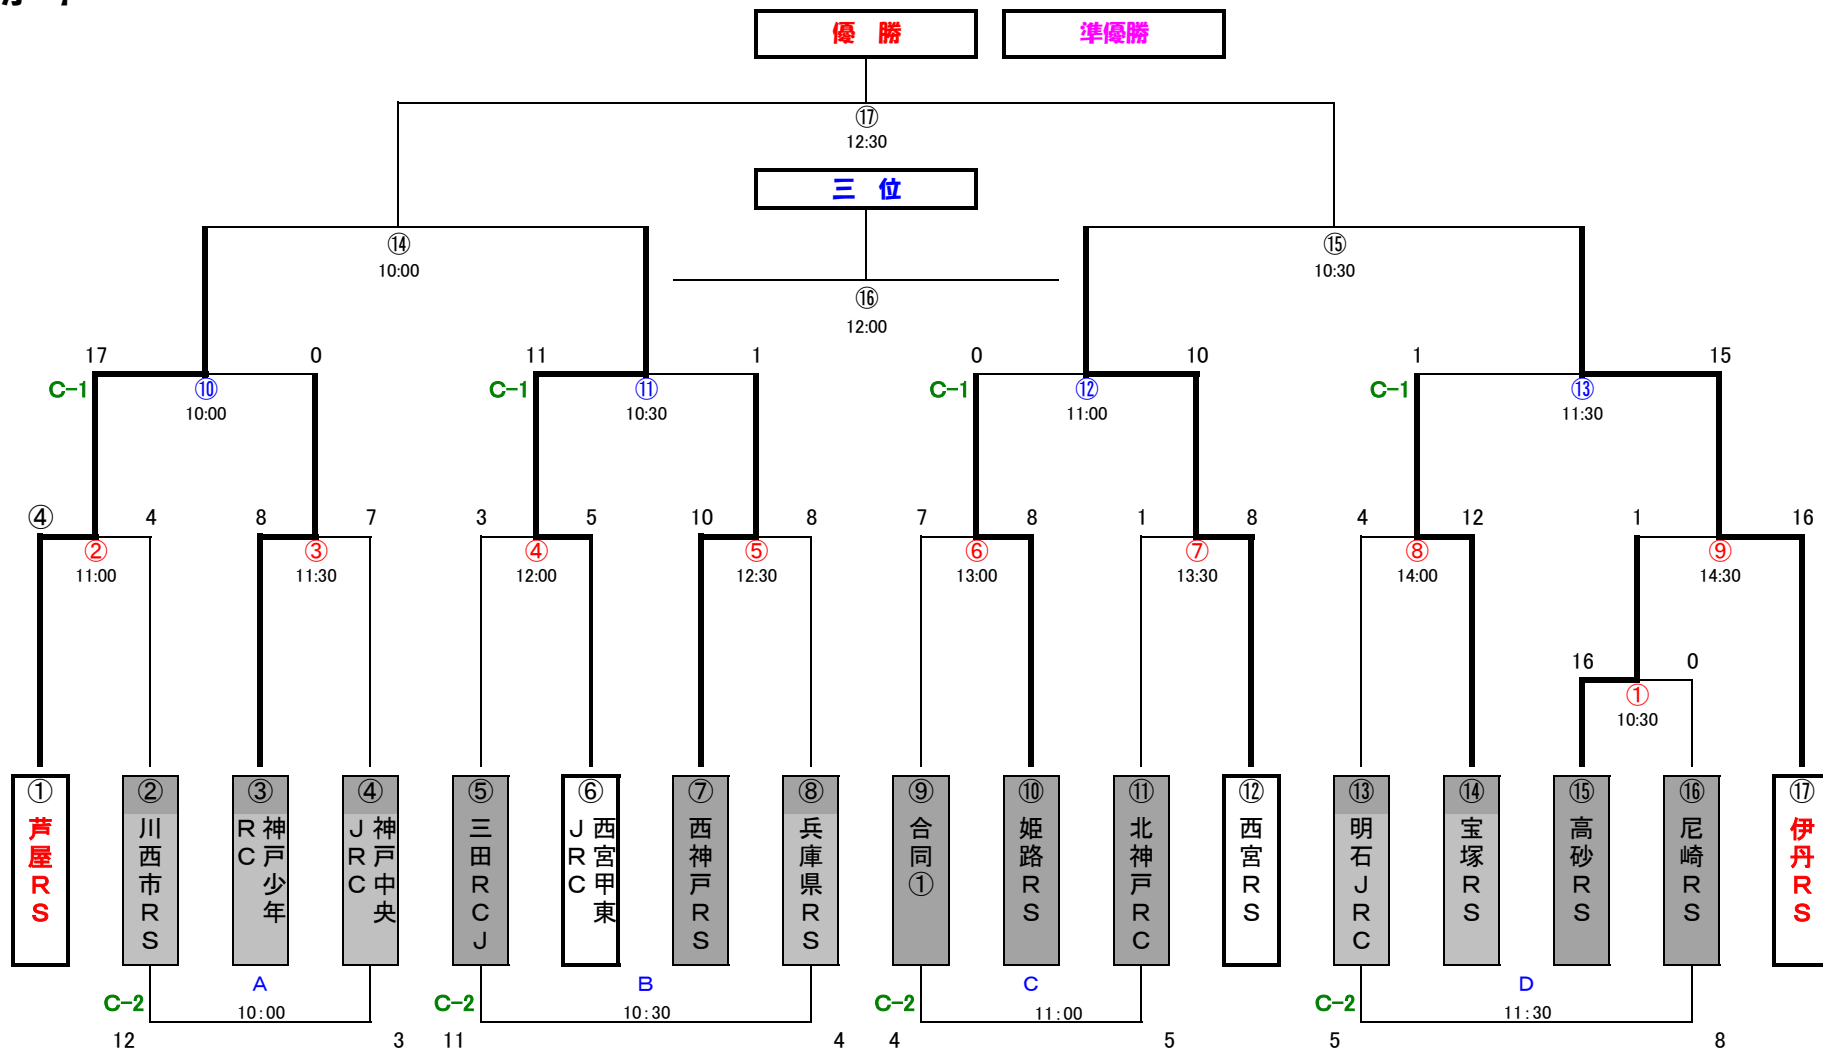 優 勝 準優勝
⑰
12:30
三 位
⑭ ⑮
10:00 10:30
⑯
12:00
17 0 11 1 0 10 1 15
C-1 ⑩ C-1 ⑪ C-1 ⑫ C-1 ⑬
10:00 10:30 11:00 11:30
④ 4 8 7 3 5 10 8 7 8 1 8 4 12 1 16
② ③ ④ ⑤ ⑥ ⑦ ⑧ ⑨
11:00 11:30 12:00 12:30 13:00 13:30 14:00 14:30
16 0
①
10:30
① 芦屋RS
② 川西市RS
③ 神戸少年RC
④ 神戸中央JRC
⑤ 三田RCJ
⑥ 西宮甲東JRC
⑦ 西神戸RS
⑧ 兵庫県RS
⑨ 合同①
⑩ 姫路RS
⑪ 北神戸RC
⑫ 西宮RS
⑬ 明石JRC
⑭ 宝塚RS
⑮ 高砂RS
⑯ 尼崎RS
⑰ 伊丹RS
A B C D
C-2 10:00 C-2 10:30 C-2 11:00 C-2 11:30
12 3 11 4 4 5 5 8